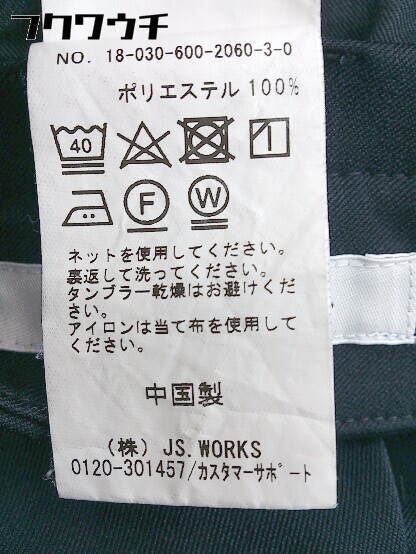 フクワウチ
NO. 18-030-600-2060-3-0
ポリエステル 100%
40
F W
ネットを使用してください。
裏返して洗ってください。
タンブラー乾燥はお避けくだ
さい。
アイロンは当て布を使用して
ください。
中国製
(株) JS.WORKS
0120-301457/カスタマーサポート